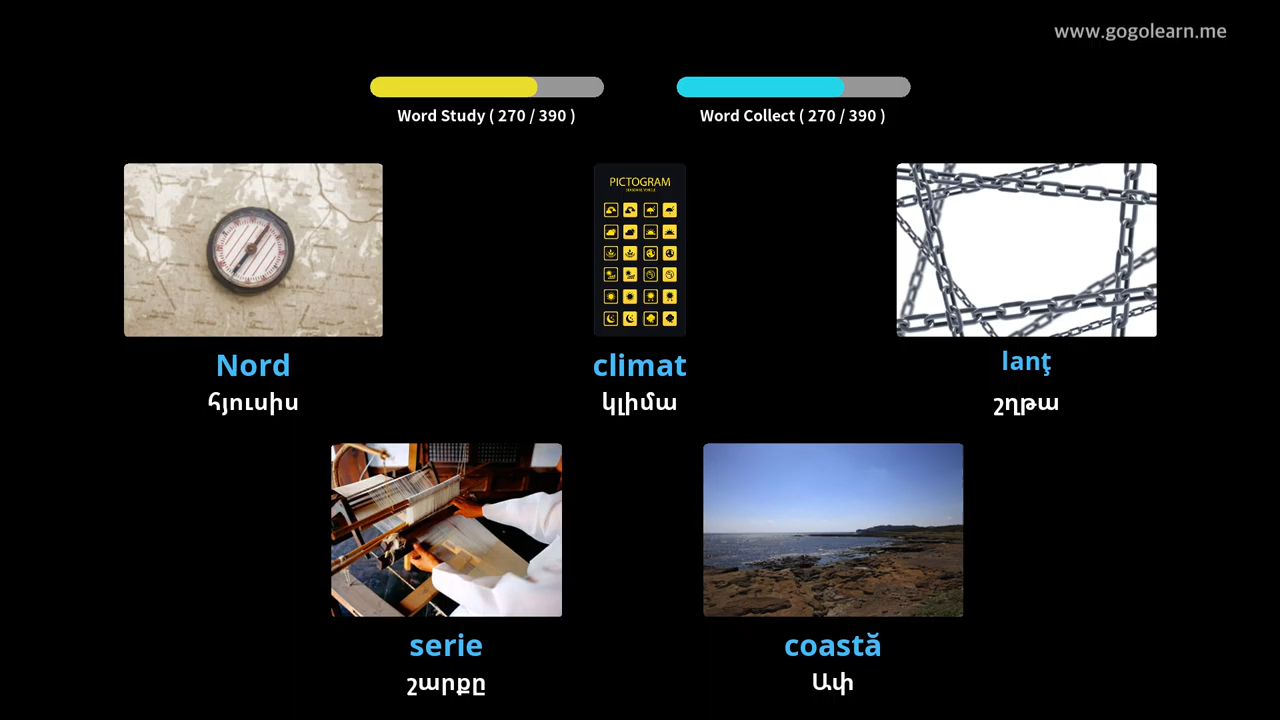 www.gogolearn.me
Word Study ( 270 / 390 )
Word Collect ( 270 / 390 )
PICTOGRAM
Nord
climat
lanţ
հյուսիս
կլիմա
շղթա
serie
coastă
շարքը
Ափ